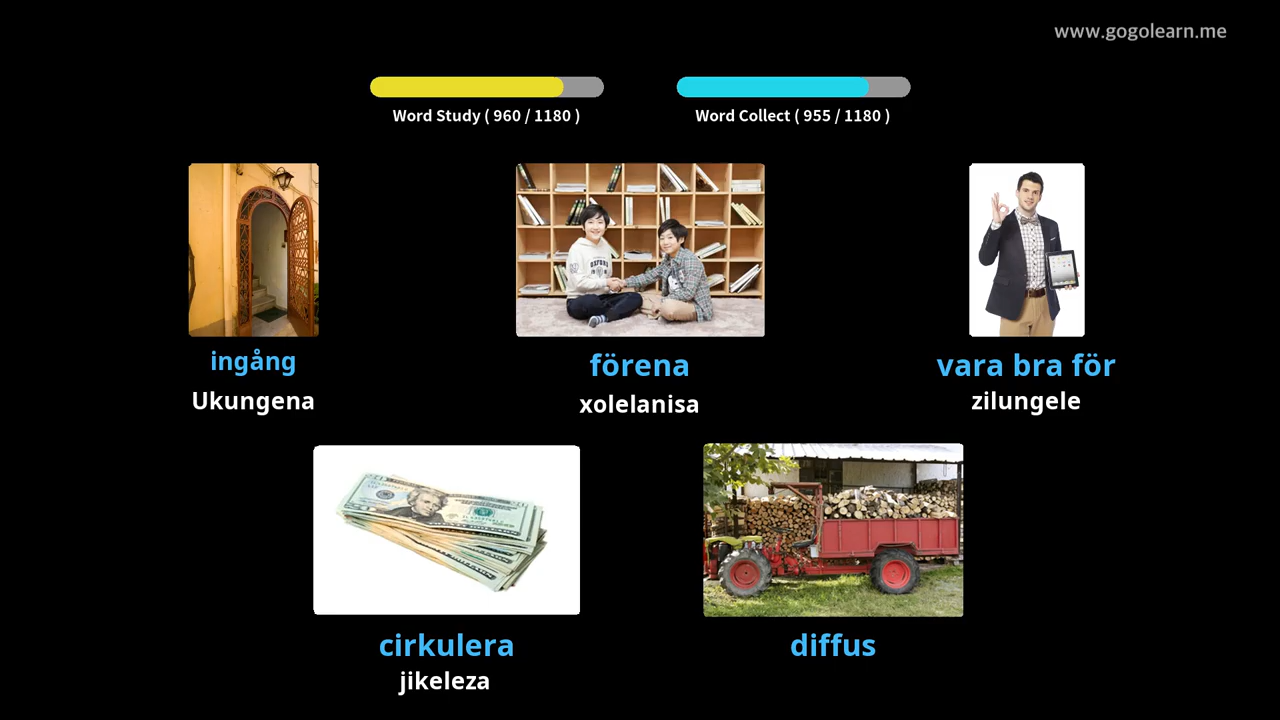 www.gogolearn.me
Word Study ( 960 / 1180 )
Word Collect ( 955 / 1180 )
OXFORD
ingång
Ukungena
förena
xolelanisa
vara bra för
zilungele
cirkulera
jikeleza
diffus